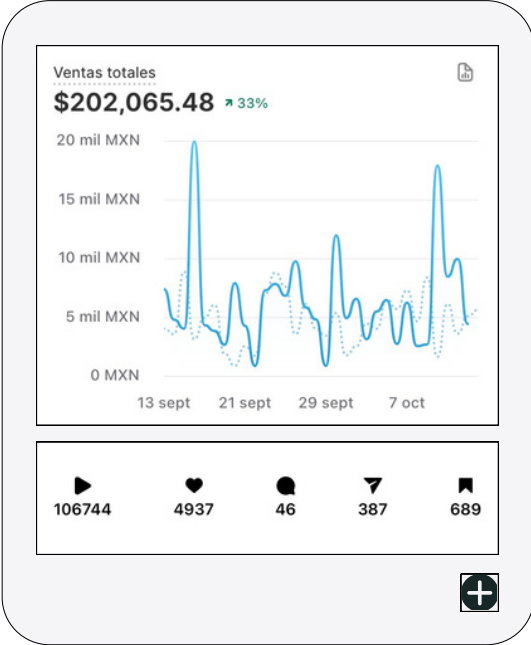 Ventas totales
$202,065.48 33%
20 mil MXN
15 mil MXN
10 mil MXN
5 mil MXN
0 MXN
13 sept 21 sept 29 sept 7 oct
106744 4937 46 387 689